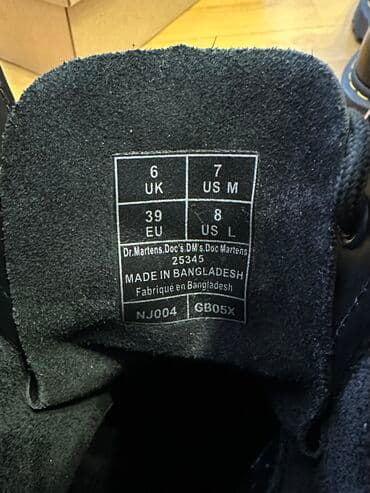 6 7
UK US M
39 8
EU US L
Dr.Martens.Doc's.DM's.Doc Martens
25345
MADE IN BANGLADESH
Fabriqué en Bangladesh
NJ004 GB05X